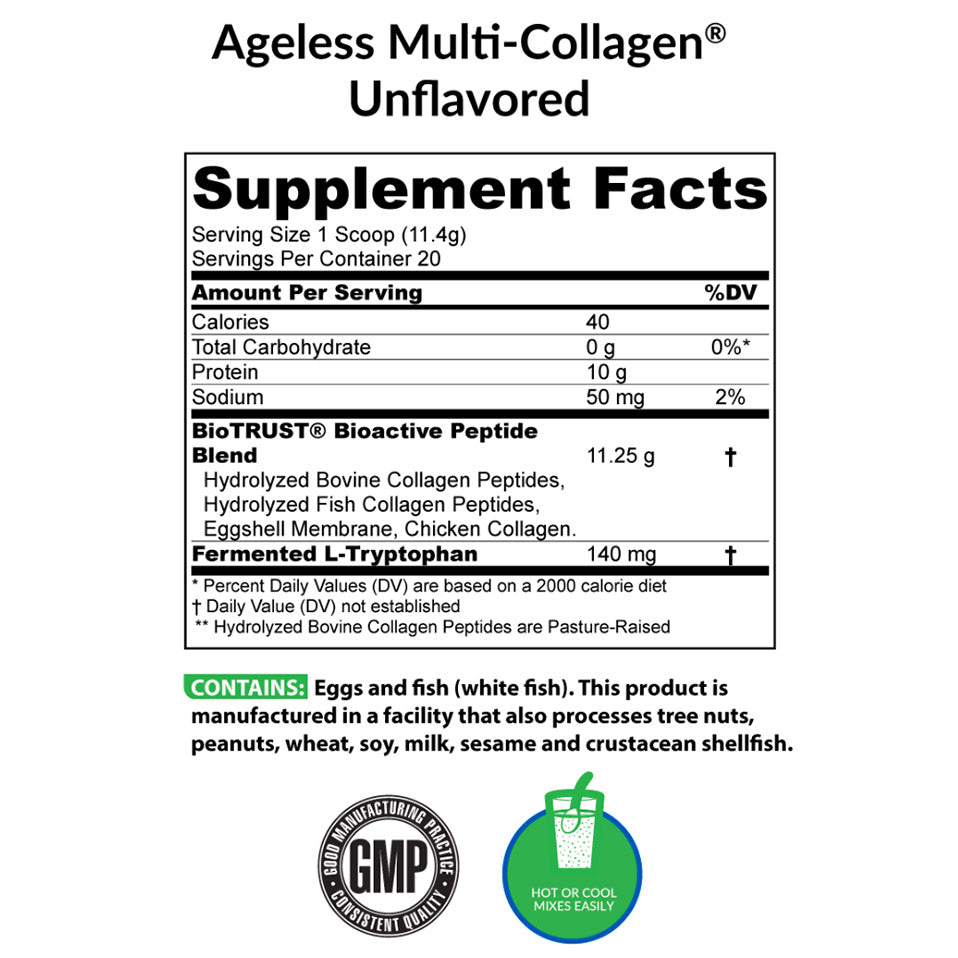 Ageless Multi-Collagen®
Unflavored
Supplement Facts
Serving Size 1 Scoop (11.4g)
Servings Per Container 20
Amount Per Serving %DV
Calories 40
Total Carbohydrate 0 g 0%*
Protein 10 g
Sodium 50 mg 2%
BioTRUST® Bioactive Peptide
Blend 11.25 g †
Hydrolyzed Bovine Collagen Peptides,
Hydrolyzed Fish Collagen Peptides,
Eggshell Membrane, Chicken Collagen.
Fermented L-Tryptophan 140 mg †
* Percent Daily Values (DV) are based on a 2000 calorie diet
† Daily Value (DV) not established
** Hydrolyzed Bovine Collagen Peptides are Pasture-Raised
CONTAINS: Eggs and fish (white fish). This product is
manufactured in a facility that also processes tree nuts,
peanuts, wheat, soy, milk, sesame and crustacean shellfish.
GOOD MANUFACTURING PRACTICE
GMP
CONSISTENT QUALITY
HOT OR COOL
MIXES EASILY